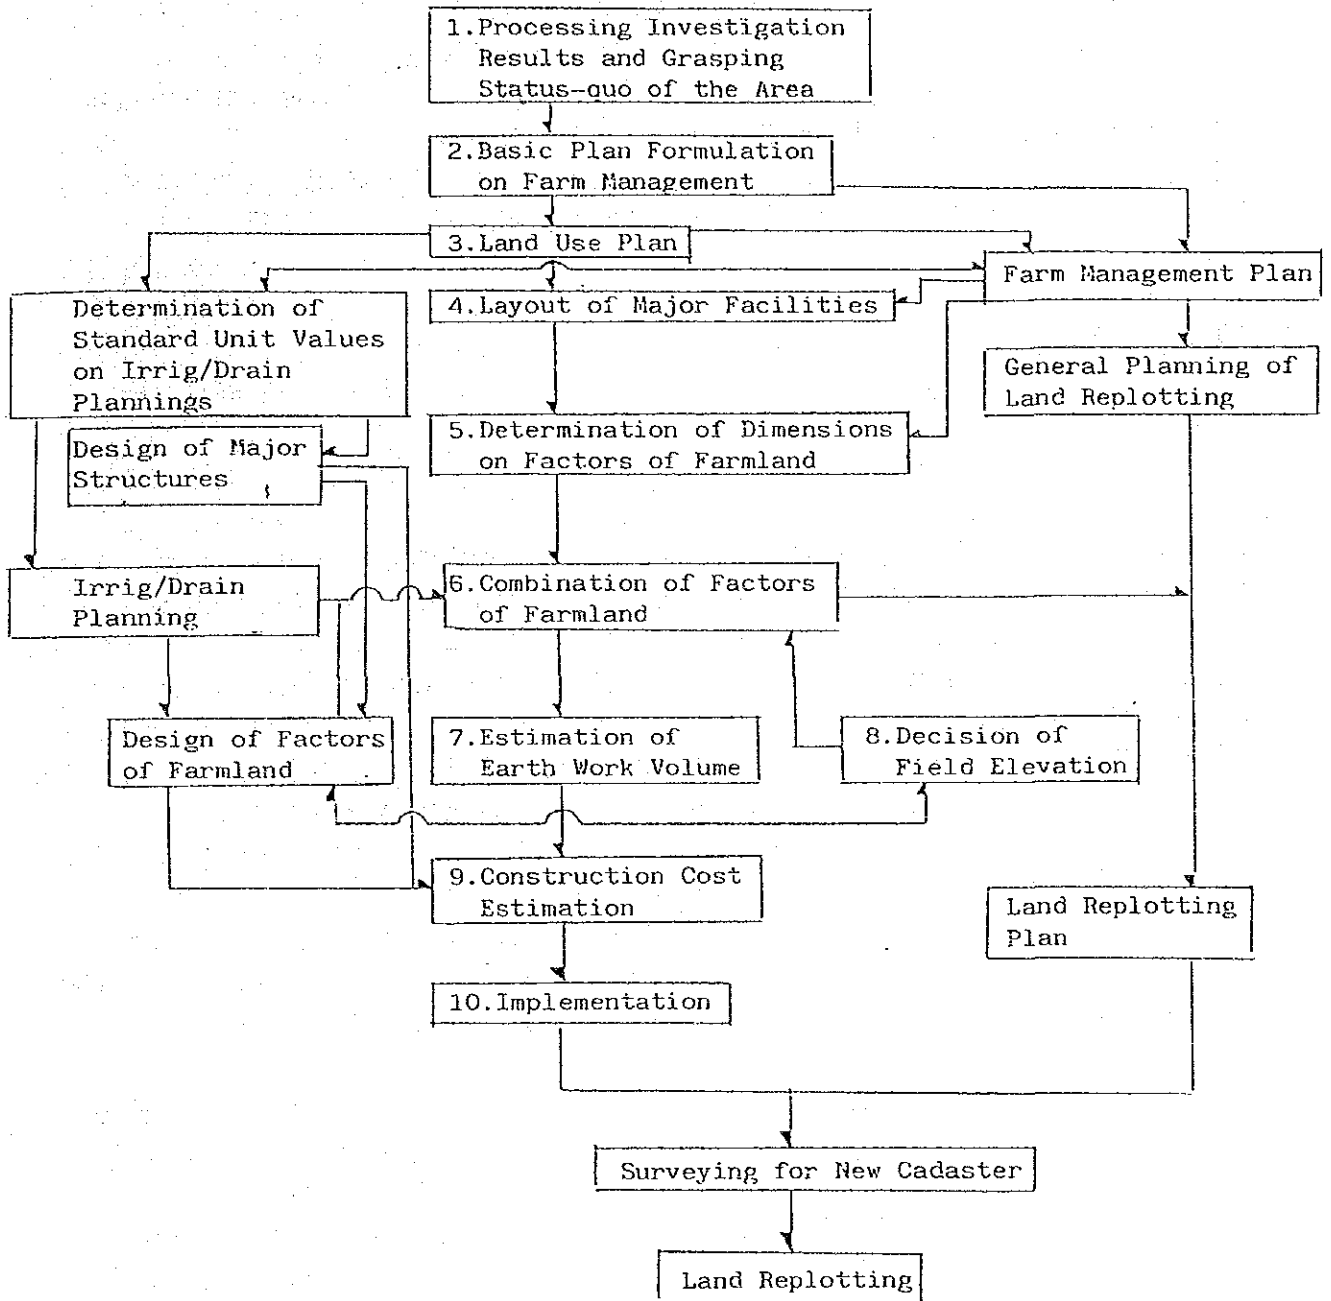 1.Processing Investigation
Results and Grasping
Status-quo of the Area
2.Basic Plan Formulation
on Farm Management
3.Land Use Plan
Farm Management Plan
Determination of
Standard Unit Values
on Irrig/Drain
Plannings
4.Layout of Major Facilities
General Planning of
Land Replotting
Design of Major
Structures
5.Determination of Dimensions
on Factors of Farmland
Irrig/Drain
Planning
6.Combination of Factors
of Farmland
Design of Factors
of Farmland
7.Estimation of
Earth Work Volume
8.Decision of
Field Elevation
9.Construction Cost
Estimation
Land Replotting
Plan
10.Implementation
Surveying for New Cadaster
Land Replotting